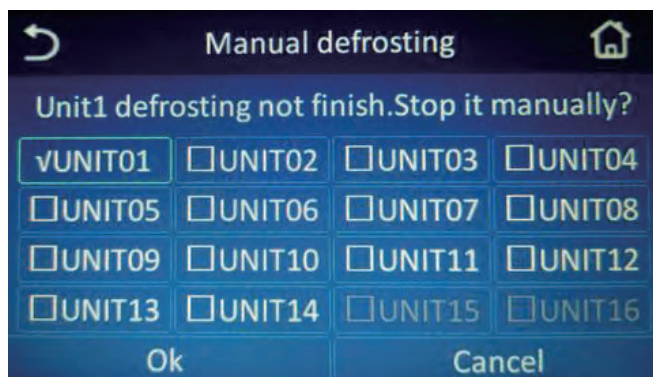 Manual defrosting
Unit1 defrosting not finish.Stop it manually?
√UNIT01 ☐UNIT02 ☐UNIT03 ☐UNIT04
☐UNIT05 ☐UNIT06 ☐UNIT07 ☐UNIT08
☐UNIT09 ☐UNIT10 ☐UNIT11 ☐UNIT12
☐UNIT13 ☐UNIT14 ☐UNIT15 ☐UNIT16
Ok Cancel